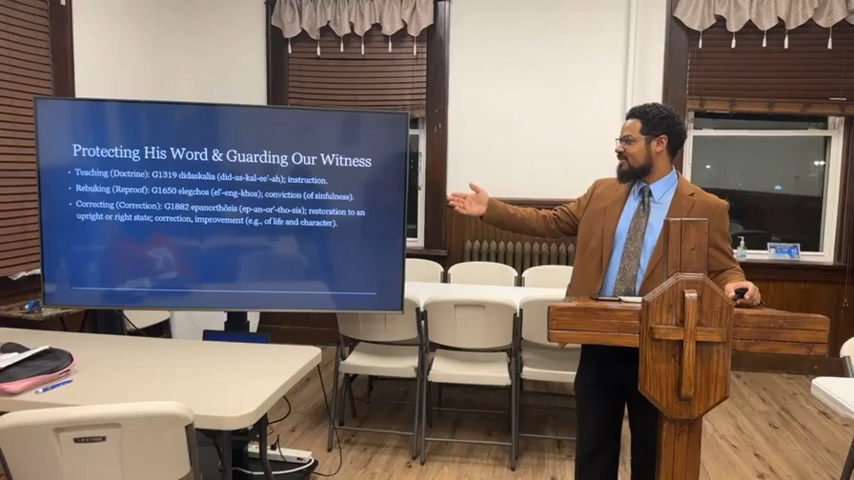 Protecting His Word & Guarding Our Witness
• Teaching (Doctrine): G1319 didaskalia (did-as-kal-ee'-ah); instruction.
• Rebuking (Reproof): G1650 elegchos (el'-eng-khos); conviction (of sinfulness).
• Correcting (Correction): G1882 epanorthōsis (ep-an-or'-tho-sis); restoration to an
upright or right state; correction, improvement (e.g., of life and character).
LIFETIME